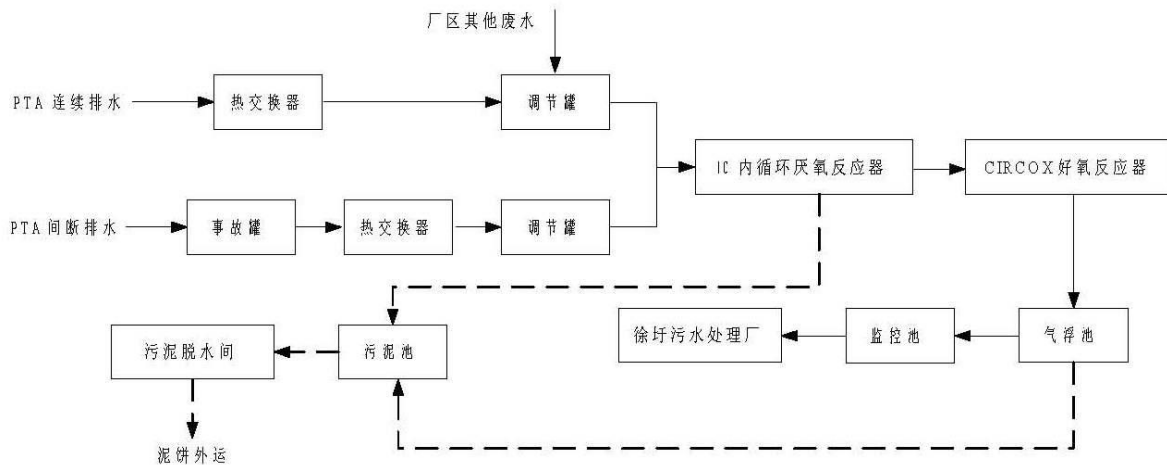 厂区其他废水
PTA 连续排水
热交换器
调节罐
IC 内循环厌氧反应器
CIRCOX好氧反应器
PTA 间断排水
事故罐
热交换器
调节罐
污泥脱水间
污泥池
徐圩污水处理厂
监控池
气浮池
泥饼外运